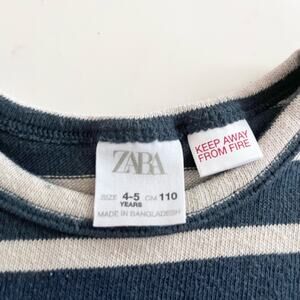 ZARA
SIZE 4-5 YEARS CM 110
MADE IN BANGLADESH
KEEP AWAY
FROM FIRE